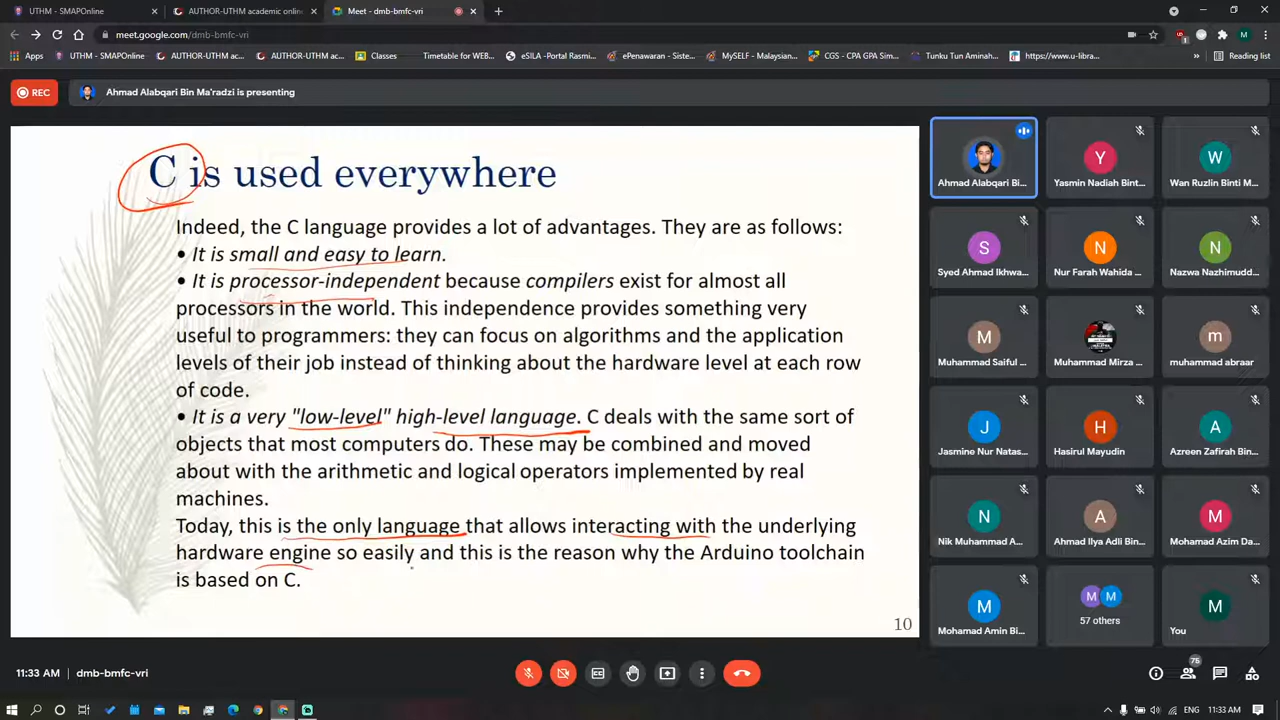 UTHM - SMAPOnline
AUTHOR-UTHM academic onlin
Meet - dmb-bmfc-vri
meet.google.com/dmb-bmfc-vri
Apps UTHM - SMAPOnline AUTHOR-UTHM ac... AUTHOR-UTHM ac... Classes Timetable for WEB... eSILA -Portal Rasmi... ePenawaran - Siste... MySELF - Malaysian... CGS - CPA GPA Sim... Tunku Tun Aminah... https://www.u-libra... » Reading list
REC
Ahmad Alabqari Bin Ma'radzi is presenting
C is used everywhere
Indeed, the C language provides a lot of advantages. They are as follows:
• It is small and easy to learn.
• It is processor-independent because compilers exist for almost all
processors in the world. This independence provides something very
useful to programmers: they can focus on algorithms and the application
levels of their job instead of thinking about the hardware level at each row
of code.
• It is a very "low-level" high-level language. C deals with the same sort of
objects that most computers do. These may be combined and moved
about with the arithmetic and logical operators implemented by real
machines.
Today, this is the only language that allows interacting with the underlying
hardware engine so easily and this is the reason why the Arduino toolchain
is based on C.
10
Ahmad Alabqari Bi...
Y
Yasmin Nadiah Bint...
W
Wan Ruzlin Binti M...
S
Syed Ahmad Ikhwa...
N
Nur Farah Wahida ...
N
Nazwa Nazhimudd...
M
Muhammad Saiful ...
Muhammad Mirza ...
m
muhammad abraar
J
Jasmine Nur Natas...
H
Hasirul Mayudin
A
Azreen Zafirah Bin...
N
Nik Muhammad A...
A
Ahmad Ilya Adli Bin...
M
Mohamad Azim Da...
M
Mohamad Amin Bi...
M M
57 others
M
You
11:33 AM | dmb-bmfc-vri
75
ENG 11:33 AM